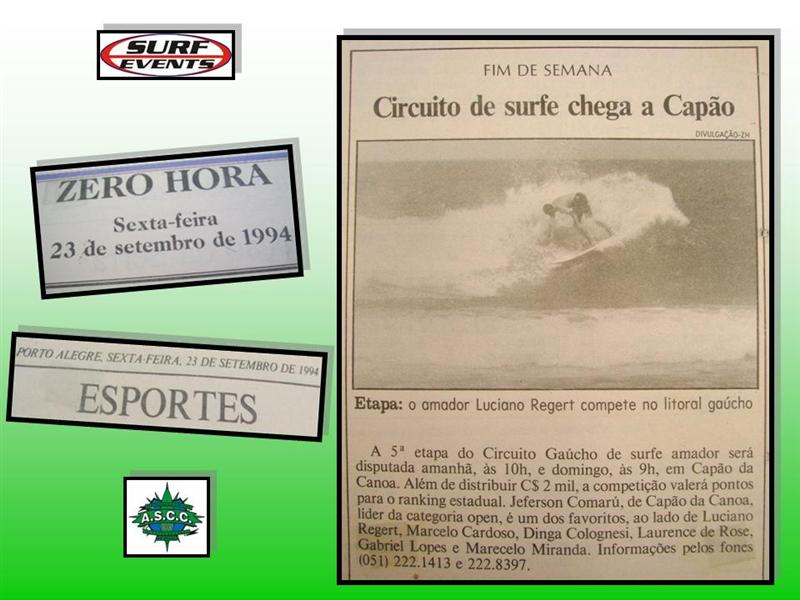 SURF
EVENTS
ZERO HORA
Sexta-feira
23 de setembro de 1994
PORTO ALEGRE, SEXTA-FEIRA, 23 DE SETEMBRO DE 1994
ESPORTES
A.S.C.C.
FIM DE SEMANA
Circuito de surfe chega a Capão
DIVULGAÇÃO-ZH
Etapa: o amador Luciano Regert compete no litoral gaúcho
A 5ª etapa do Circuito Gaúcho de surfe amador será
disputada amanhã, às 10h, e domingo, às 9h, em Capão da
Canoa. Além de distribuir C$ 2 mil, a competição valerá pontos
para o ranking estadual. Jeferson Comarú, de Capão da Canoa,
líder da categoria open, é um dos favoritos, ao lado de Luciano
Regert, Marcelo Cardoso, Dinga Colognesi, Laurence de Rose,
Gabriel Lopes e Marecelo Miranda. Informações pelos fones
(051) 222.1413 e 222.8397.